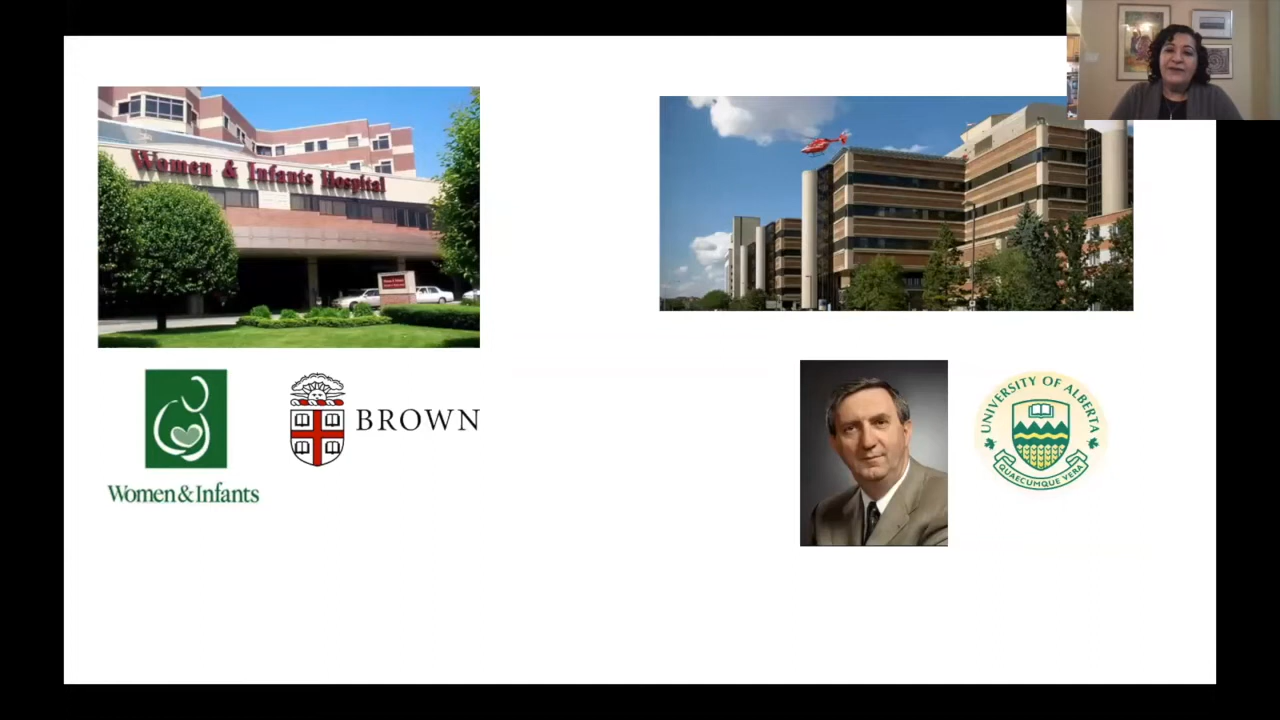 Women & Infants Hospital
Women & Infants
BROWN
UNIVERSITY OF ALBERTA
QUAECUMQUE VERA